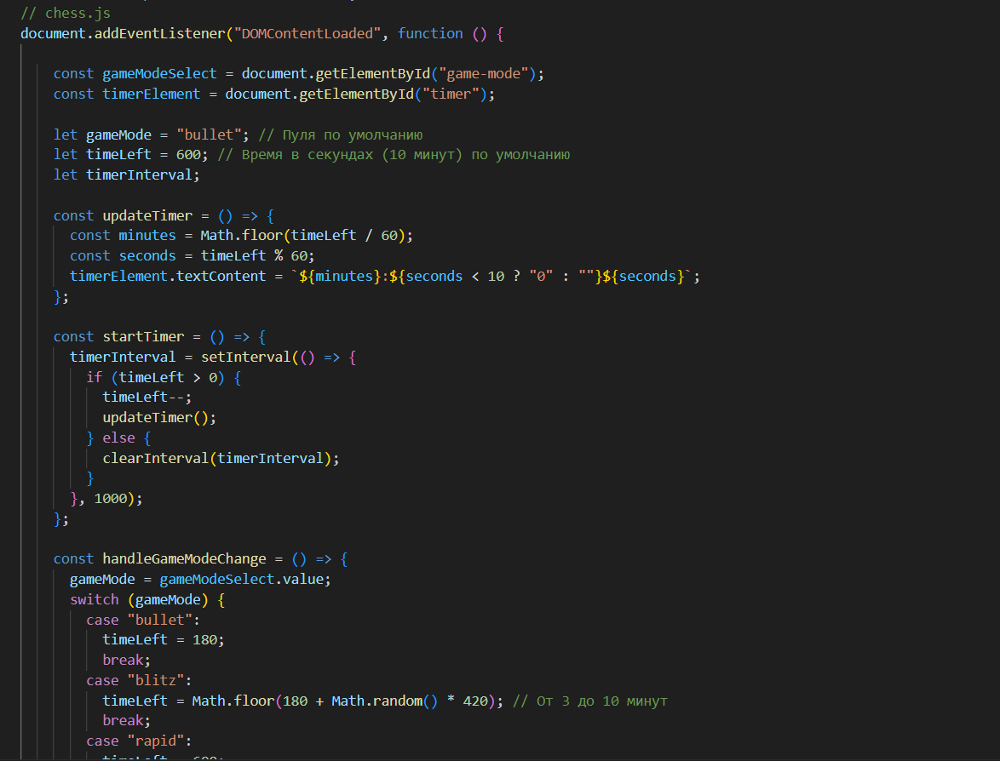 // chess.js
document.addEventListener("DOMContentLoaded", function () {
const gameModeSelect = document.getElementById("game-mode");
const timerElement = document.getElementById("timer");
let gameMode = "bullet"; // Пуля по умолчанию
let timeLeft = 600; // Время в секундах (10 минут) по умолчанию
let timerInterval;
const updateTimer = () => {
const minutes = Math.floor(timeLeft / 60);
const seconds = timeLeft % 60;
timerElement.textContent = `${minutes}:${seconds < 10 ? "0" : ""}${seconds}`;
};
const startTimer = () => {
timerInterval = setInterval(() => {
if (timeLeft > 0) {
timeLeft--;
updateTimer();
} else {
clearInterval(timerInterval);
}
}, 1000);
};
const handleGameModeChange = () => {
gameMode = gameModeSelect.value;
switch (gameMode) {
case "bullet":
timeLeft = 180;
break;
case "blitz":
timeLeft = Math.floor(180 + Math.random() * 420); // От 3 до 10 минут
break;
case "rapid":